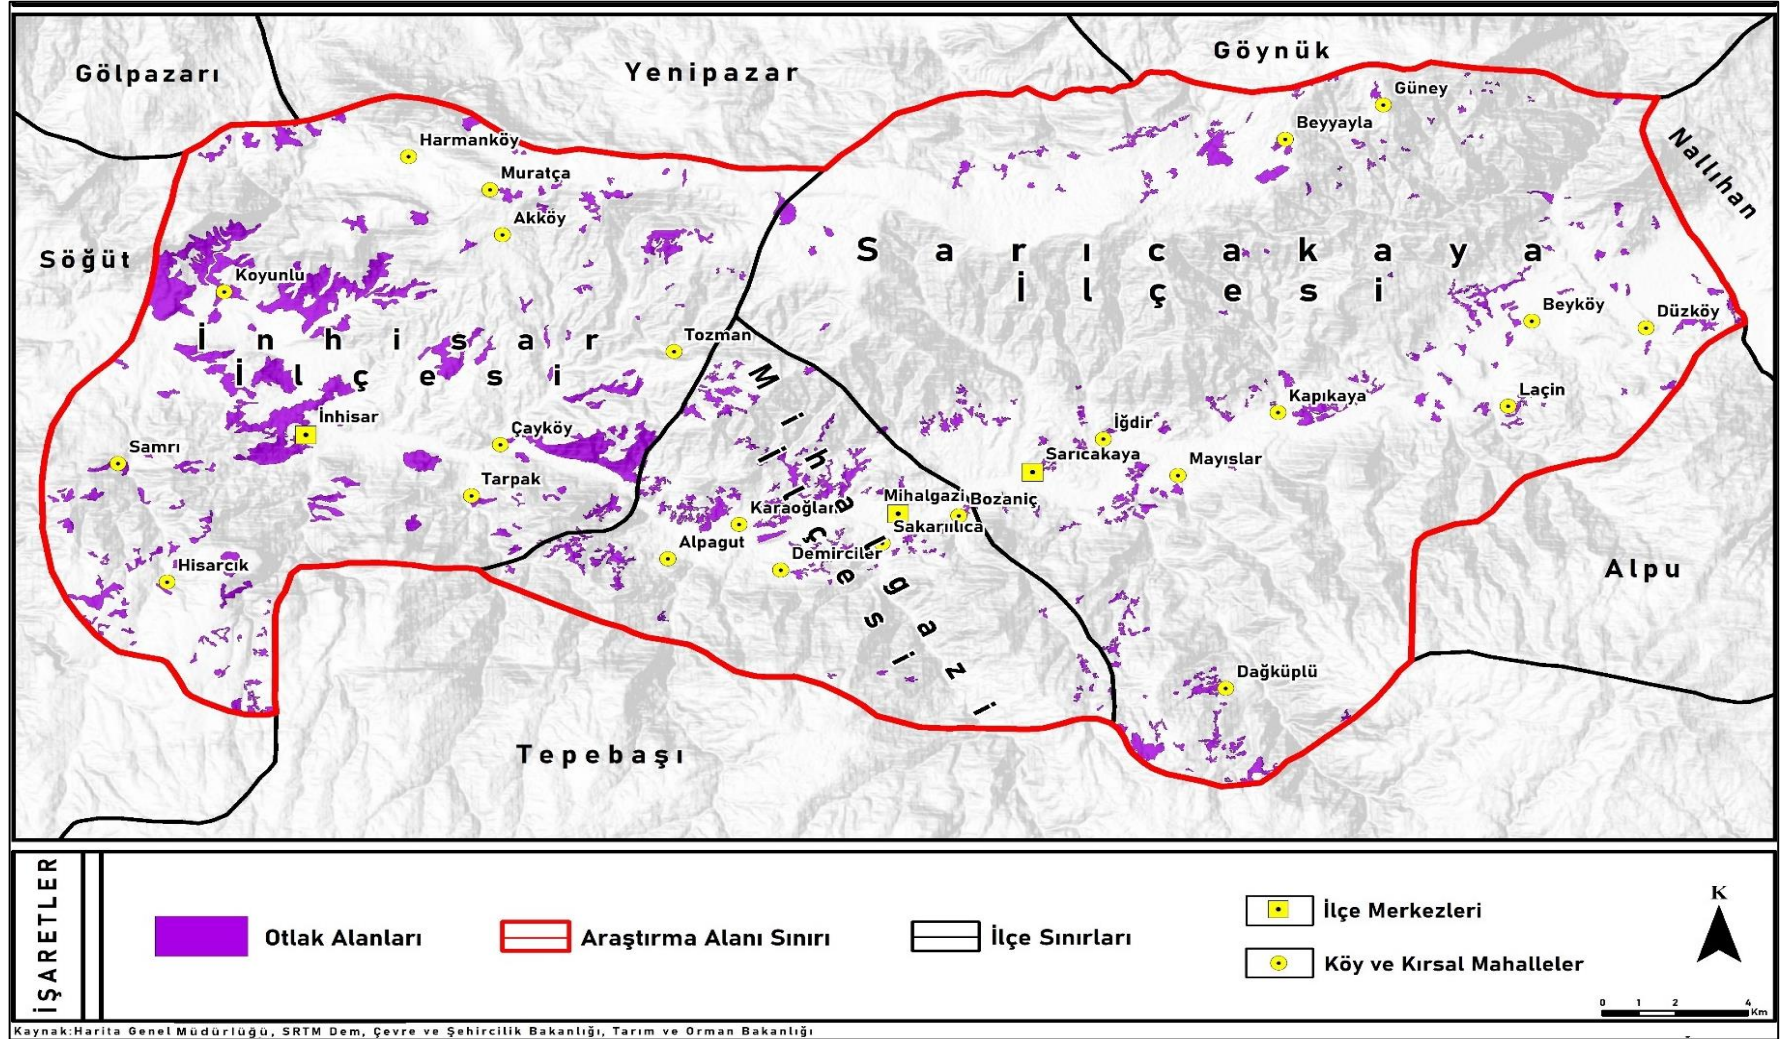 Gölpazarı
Yenipazar
Göynük
Güney
Beyyayla
Harmanköy
Muratça
Akköy
Nallıhan
Söğüt
Koyunlu
Sarıcakaya
İlçesi
Beyköy
Düzköy
İnhisar
İlçesi
Tozman
Mihalgazi
İlçesi
Kapıkaya
Laçin
İnhisar
Çayköy
İğdir
Samrı
Sarıcakaya
Mayıslar
Tarpak
Mihalgazi
Bozaniç
Karaoğlan
Sakarıılıca
Alpagut
Demirciler
Hisarcık
Alpu
Dağküplü
Tepebaşı
İŞARETLER
Otlak Alanları
Araştırma Alanı Sınırı
İlçe Sınırları
İlçe Merkezleri
Köy ve Kırsal Mahalleler
K
0 1 2 4
Km
Kaynak:Harita Genel Müdürlüğü, SRTM Dem, Çevre ve Şehircilik Bakanlığı, Tarım ve Orman Bakanlığı